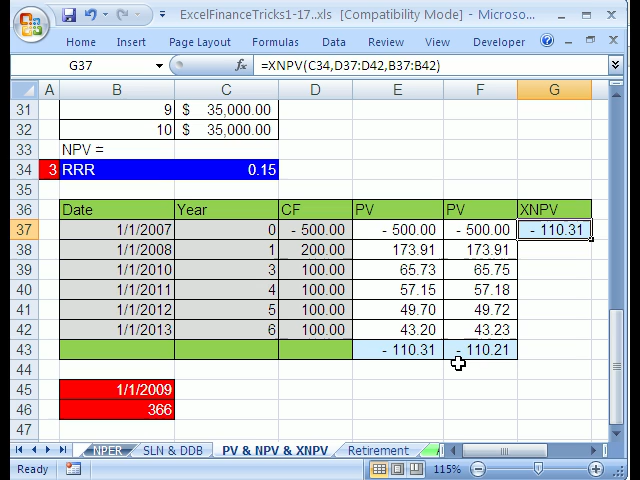 ExcelFinanceTricks1-17..xls [Compatibility Mode] - Microso...
Home Insert Page Layout Formulas Data Review View Developer
G37 fx =XNPV(C34,D37:D42,B37:B42)
A B C D E F G
31 9 $ 35,000.00
32 10 $ 35,000.00
33 NPV =
34 3 RRR 0.15
35
36 Date Year CF PV PV XNPV
37 1/1/2007 0 - 500.00 - 500.00 - 500.00 - 110.31
38 1/1/2008 1 200.00 173.91 173.91
39 1/1/2010 3 100.00 65.73 65.75
40 1/1/2011 4 100.00 57.15 57.18
41 1/1/2012 5 100.00 49.70 49.72
42 1/1/2013 6 100.00 43.20 43.23
43 - 110.31 - 110.21
44
45 1/1/2009
46 366
47
NPER SLN & DDB PV & NPV & XNPV Retirement
Ready 115%